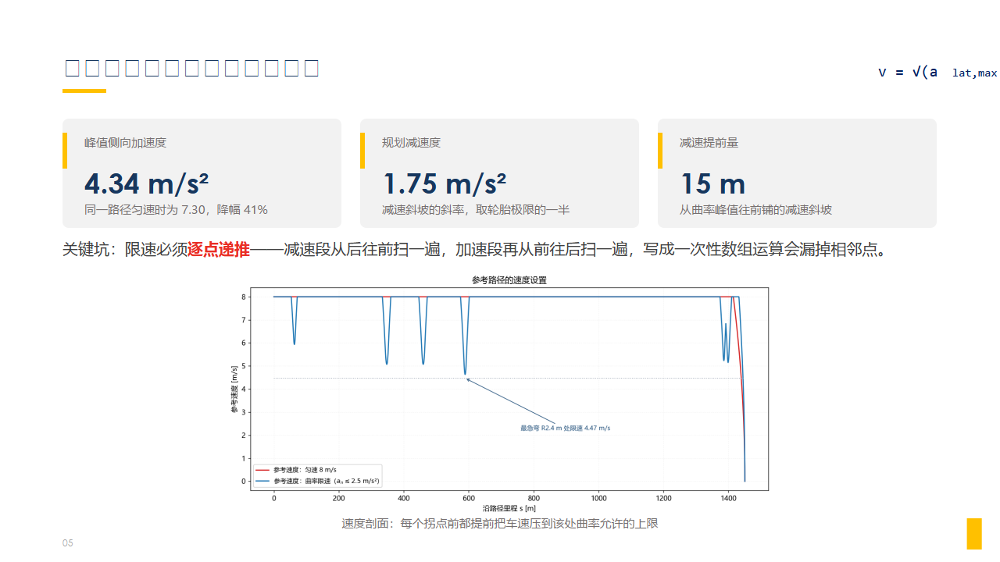 v = √(a lat,max
峰值侧向加速度
4.34 m/s²
同一路径匀速时为 7.30，降幅 41%
规划减速度
1.75 m/s²
减速斜坡的斜率，取轮胎极限的一半
减速提前量
15 m
从曲率峰值往前铺的减速斜坡
关键坑：限速必须逐点递推——减速段从后往前扫一遍，加速段再从前往后扫一遍，写成一次性数组运算会漏掉相邻点。
参考路径的速度设置
参考速度 [m/s]
8
7
6
5
4
3
2
1
0
最急弯 R2.4 m 处限速 4.47 m/s
参考速度：匀速 8 m/s
参考速度：曲率限速（aₙ ≤ 2.5 m/s²）
0 200 400 600 800 1000 1200 1400
沿路径里程 s [m]
速度剖面：每个拐点前都提前把车速压到该处曲率允许的上限
05